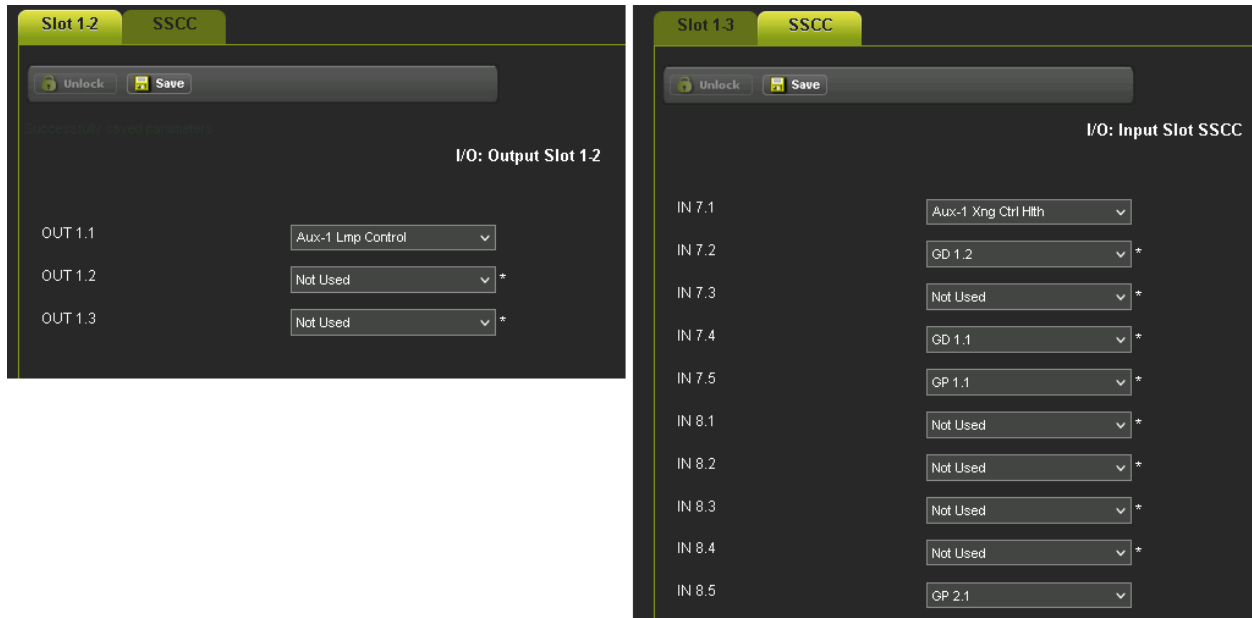 Slot 1-2 SSCC
Unlock Save
Successfully saved parameters
I/O: Output Slot 1-2
OUT 1.1 Aux-1 Lmp Control
OUT 1.2 Not Used *
OUT 1.3 Not Used *
Slot 1-3 SSCC
Unlock Save
I/O: Input Slot SSCC
IN 7.1 Aux-1 Xng Ctrl Hlth
IN 7.2 GD 1.2 *
IN 7.3 Not Used *
IN 7.4 GD 1.1 *
IN 7.5 GP 1.1 *
IN 8.1 Not Used *
IN 8.2 Not Used *
IN 8.3 Not Used *
IN 8.4 Not Used *
IN 8.5 GP 2.1